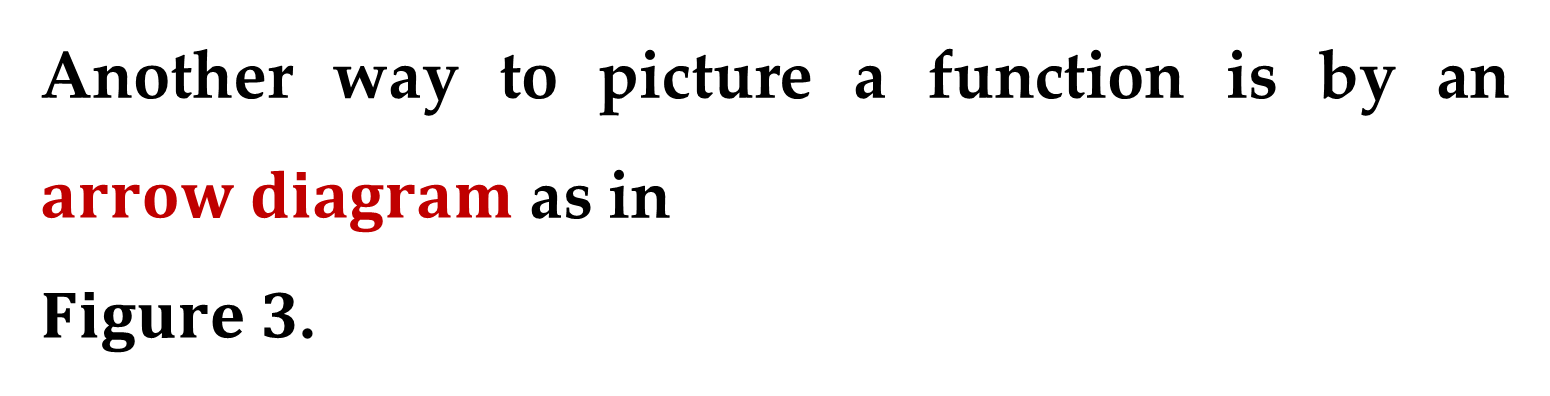 Another way to picture a function is by an
arrow diagram as in
Figure 3.